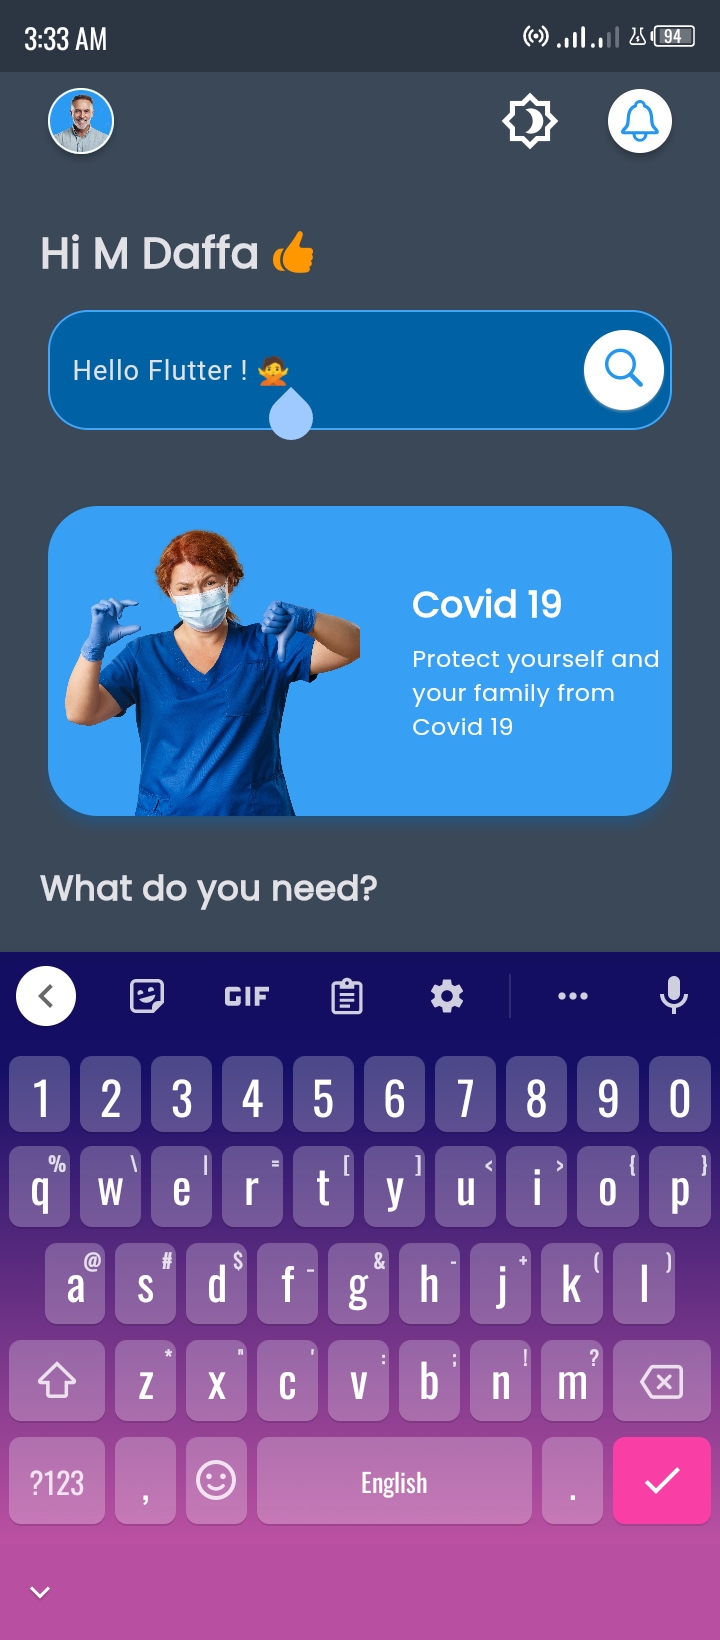 3:33 AM
94
Hi M Daffa 👍
Hello Flutter ! 🙅
Covid 19
Protect yourself and
your family from
Covid 19
What do you need?
GIF
1 2 3 4 5 6 7 8 9 0
% \ | = [ ] < > { }
q w e r t y u i o p
@ # $ _ & - + ( )
a s d f g h j k l
* " ' : ; ! ?
z x c v b n m
?123 , English .